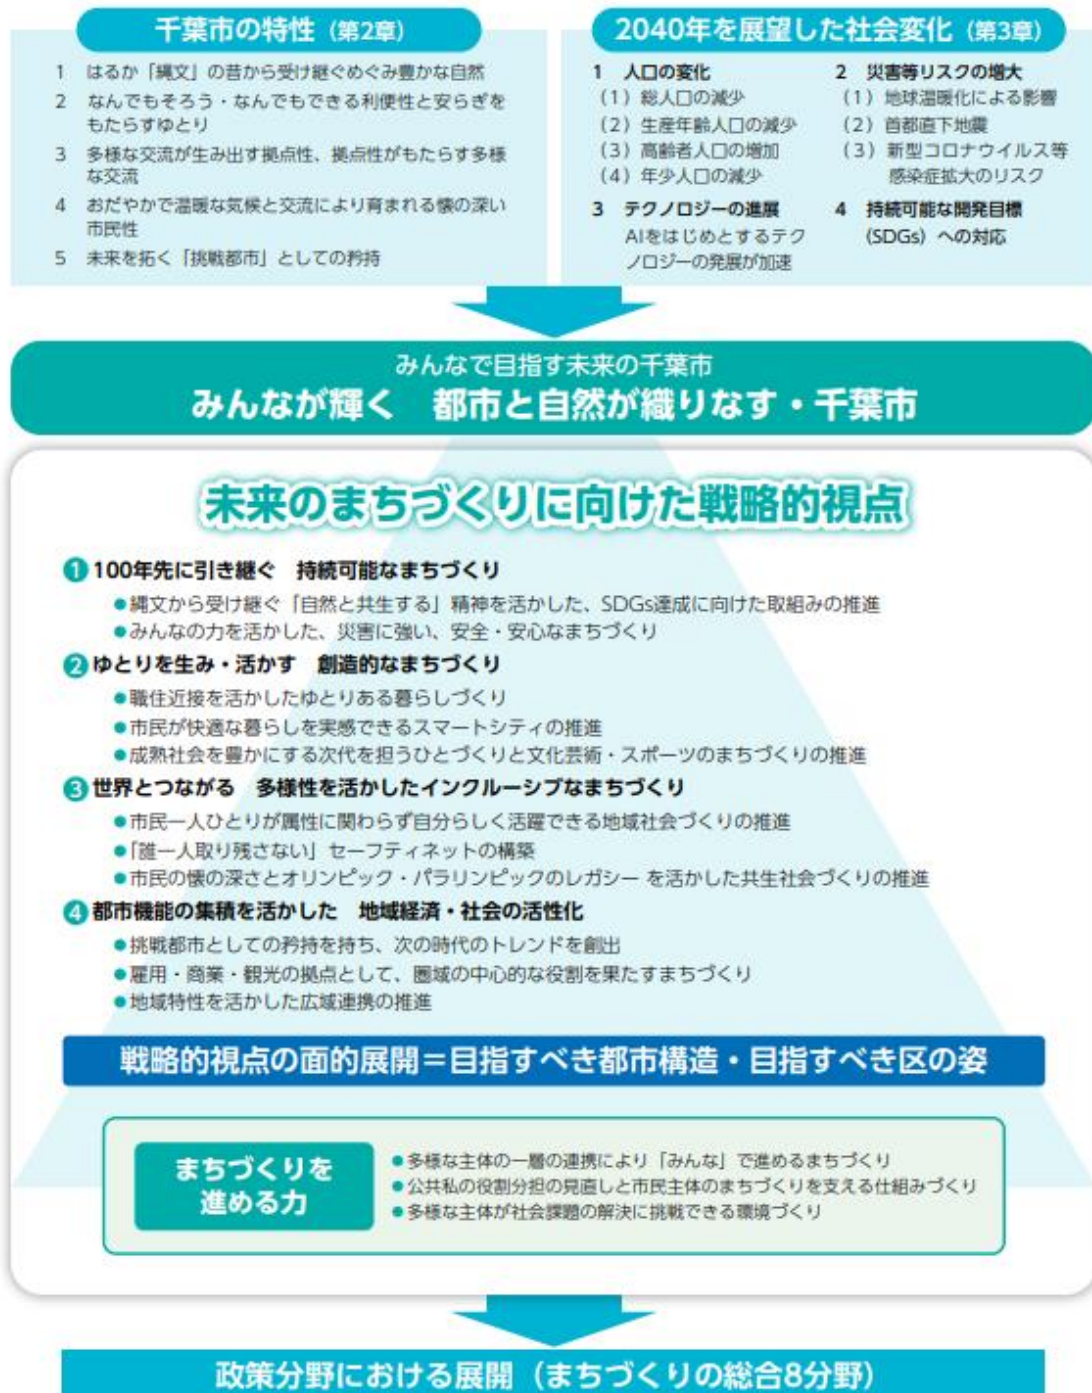 千葉市の特性（第2章）
1 はるか「縄文」の昔から受け継ぐめぐみ豊かな自然
2 なんでもそろう・なんでもできる利便性と安らぎを
もたらすゆとり
3 多様な交流が生み出す拠点性、拠点性がもたらす多様
な交流
4 おだやかで温暖な気候と交流により育まれる懐の深い
市民性
5 未来を拓く「挑戦都市」としての矜持
2040年を展望した社会変化（第3章）
1 人口の変化
（1）総人口の減少
（2）生産年齢人口の減少
（3）高齢者人口の増加
（4）年少人口の減少
2 災害等リスクの増大
（1）地球温暖化による影響
（2）首都直下地震
（3）新型コロナウイルス等
感染症拡大のリスク
3 テクノロジーの進展
AIをはじめとするテク
ノロジーの発展が加速
4 持続可能な開発目標
（SDGs）への対応
みんなで目指す未来の千葉市
みんなが輝く 都市と自然が織りなす・千葉市
未来のまちづくりに向けた戦略的視点
1 100年先に引き継ぐ 持続可能なまちづくり
●縄文から受け継ぐ「自然と共生する」精神を活かした、SDGs達成に向けた取組みの推進
●みんなの力を活かした、災害に強い、安全・安心なまちづくり
2 ゆとりを生み・活かす 創造的なまちづくり
●職住近接を活かしたゆとりある暮らしづくり
●市民が快適な暮らしを実感できるスマートシティの推進
●成熟社会を豊かにする次代を担うひとづくりと文化芸術・スポーツのまちづくりの推進
3 世界とつながる 多様性を活かしたインクルーシブなまちづくり
●市民一人ひとりが属性に関わらず自分らしく活躍できる地域社会づくりの推進
●「誰一人取り残さない」セーフティネットの構築
●市民の懐の深さとオリンピック・パラリンピックのレガシー を活かした共生社会づくりの推進
4 都市機能の集積を活かした 地域経済・社会の活性化
●挑戦都市としての矜持を持ち、次の時代のトレンドを創出
●雇用・商業・観光の拠点として、圏域の中心的な役割を果たすまちづくり
●地域特性を活かした広域連携の推進
戦略的視点の面的展開＝目指すべき都市構造・目指すべき区の姿
まちづくりを
進める力
●多様な主体の一層の連携により「みんな」で進めるまちづくり
●公共私の役割分担の見直しと市民主体のまちづくりを支える仕組みづくり
●多様な主体が社会課題の解決に挑戦できる環境づくり
政策分野における展開（まちづくりの総合8分野）